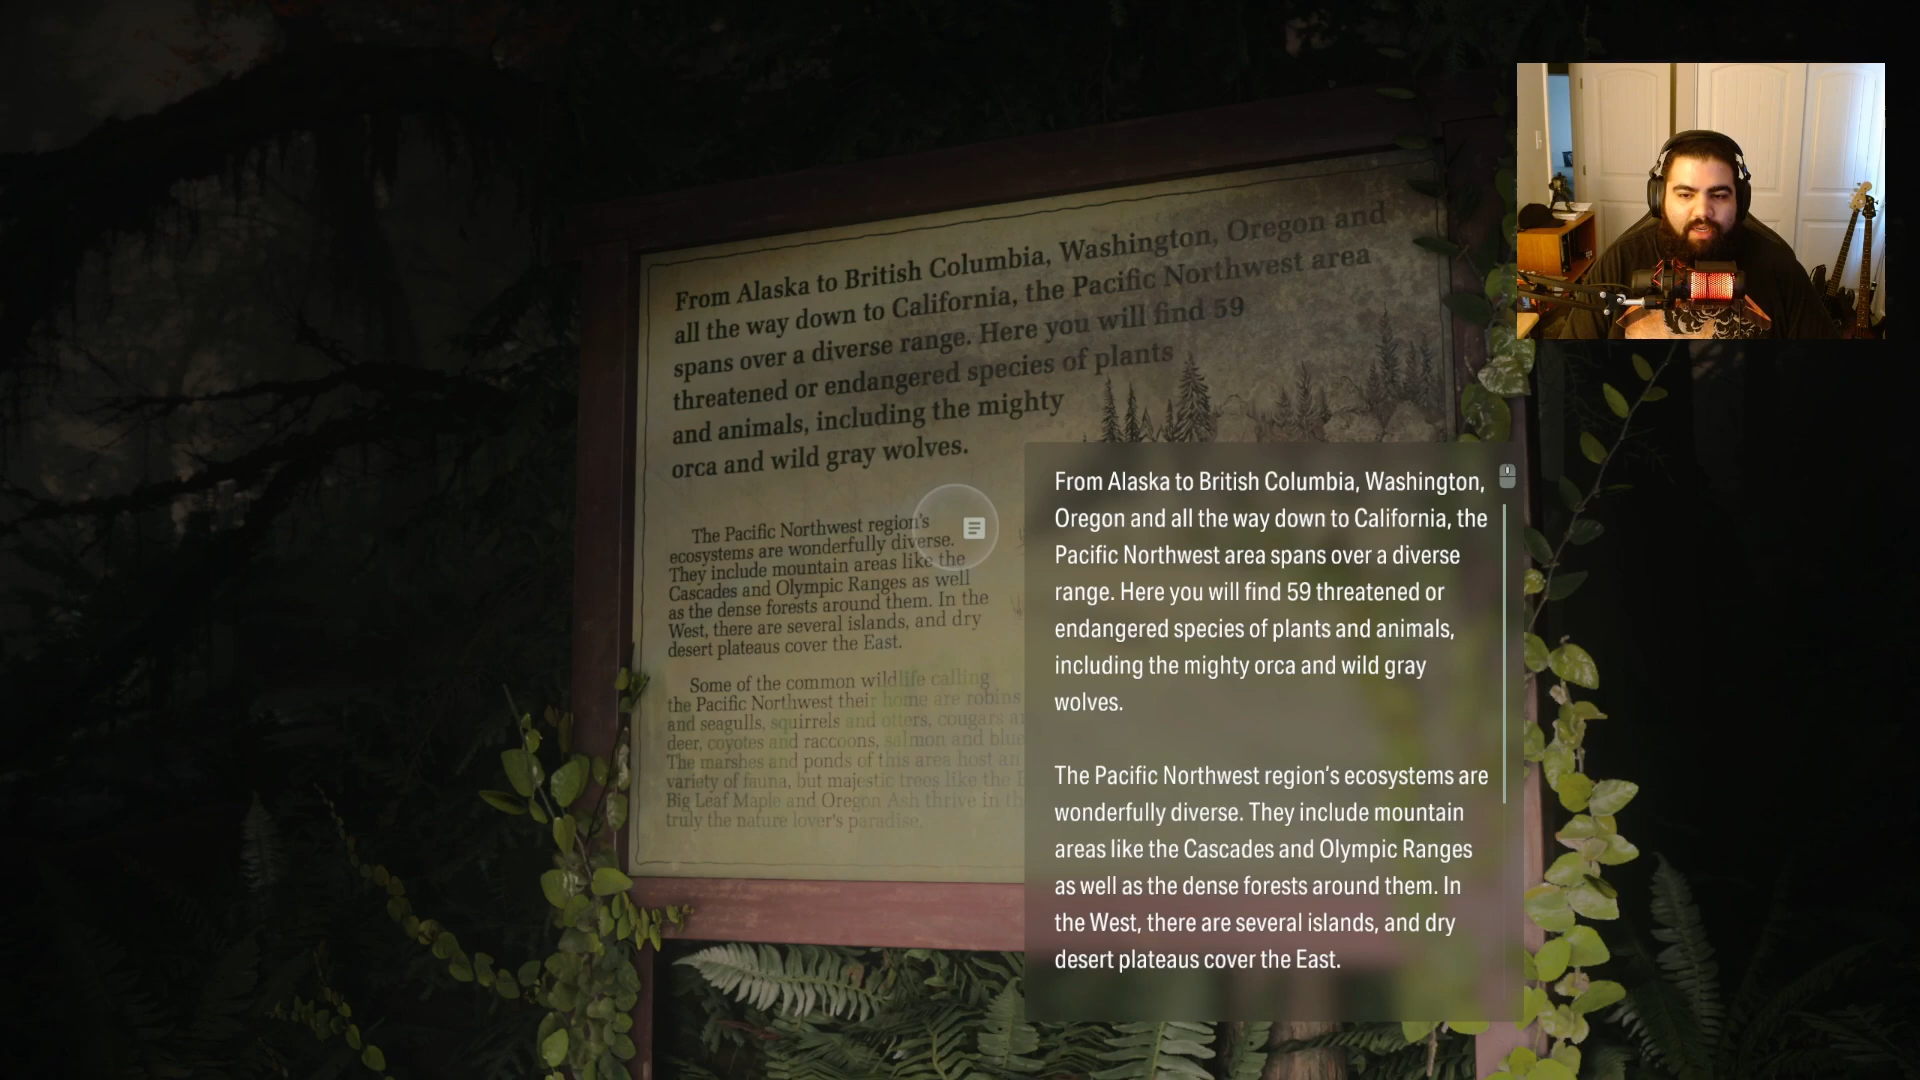 From Alaska to British Columbia, Washington, Oregon and
all the way down to California, the Pacific Northwest area
spans over a diverse range. Here you will find 59
threatened or endangered species of plants
and animals, including the mighty
orca and wild gray wolves.
The Pacific Northwest region's
ecosystems are wonderfully diverse.
They include mountain areas like the
Cascades and Olympic Ranges as well
as the dense forests around them. In the
West, there are several islands, and dry
desert plateaus cover the East.
Some of the common wildlife calling
the Pacific Northwest their home are robins
and seagulls, squirrels and otters, cougars
deer, coyotes and raccoons, salmon and blue
The marshes and ponds of this area host an
variety of fauna, but majestic trees like the
Big Leaf Maple and Oregon Ash thrive in
truly the nature lover's paradise.
From Alaska to British Columbia, Washington,
Oregon and all the way down to California, the
Pacific Northwest area spans over a diverse
range. Here you will find 59 threatened or
endangered species of plants and animals,
including the mighty orca and wild gray
wolves.
The Pacific Northwest region's ecosystems are
wonderfully diverse. They include mountain
areas like the Cascades and Olympic Ranges
as well as the dense forests around them. In
the West, there are several islands, and dry
desert plateaus cover the East.